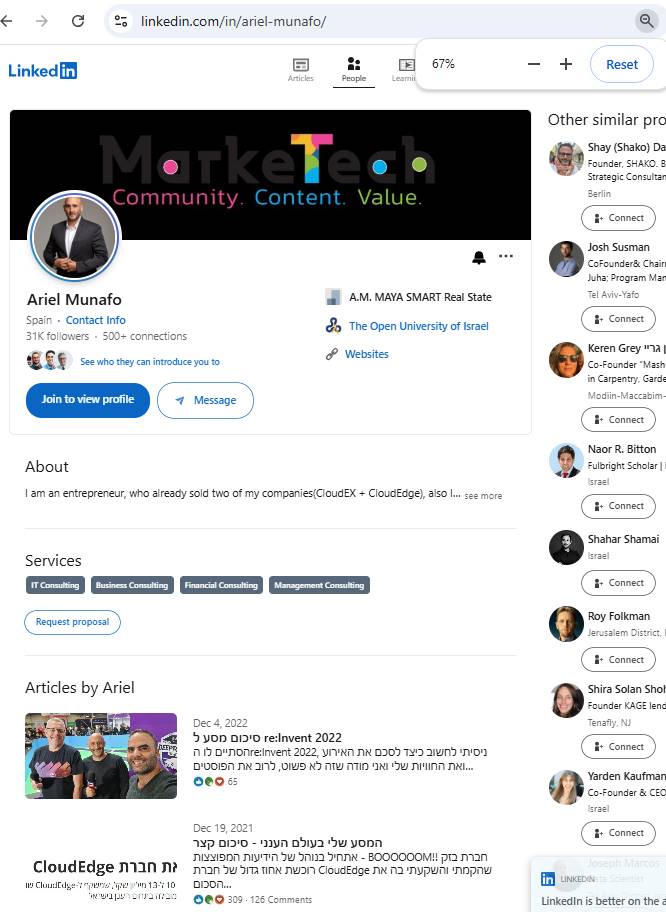 linkedin.com/in/ariel-munafo/
67%
Reset
Linkedin
Articles
People
Learni
MarkeTech
Community. Content. Value.
Ariel Munafo
Spain · Contact Info
31K followers · 500+ connections
See who they can introduce you to
Join to view profile
Message
A.M. MAYA SMART Real State
The Open University of Israel
Websites
About
I am an entrepreneur, who already sold two of my companies(CloudEX + CloudEdge), also I... see more
Services
IT Consulting
Business Consulting
Financial Consulting
Management Consulting
Request proposal
Articles by Ariel
Dec 4, 2022
סיכום מסע ל re:Invent 2022
ניסיתי לחשוב כיצד לסכם את האירוע ,re:Invent 2022הסתיים לו ה
ואת החוויות שלי ואני מודה שזה לא פשוט, לרוב את הפוסטים...
65
Dec 19, 2021
המסע שלי בעולם הענני - סיכום קצר
חברת בזק !!BOOOOOOM - אתחיל בנוהל של הידיעות המפוצצות
שהקמתי והשקעתי בה את CloudEdge רוכשת אחוז גדול של חברת
הסכום...
309 · 126 Comments
את חברת CloudEdge
Other similar pro
Shay (Shako) Da
Founder, SHAKO. B
Strategic Consultan
Berlin
Connect
Josh Susman
CoFounder& Chairm
Juha; Program Man
Tel Aviv-Yafo
Connect
Keren Grey גריי |
Co-Founder "Mash
in Carpentry, Garde
Modiin-Maccabim-
Connect
Naor R. Bitton
Fulbright Scholar |
Israel
Connect
Shahar Shamai
Israel
Connect
Roy Folkman
Jerusalem District,
Connect
Shira Solan Shoh
Founder KAGE lend
Tenafly, NJ
Connect
Yarden Kaufman
Co-Founder & CEO
Israel
Connect
Joseph Marcos
Data Scientist
LINKEDIN
LinkedIn is better on the a